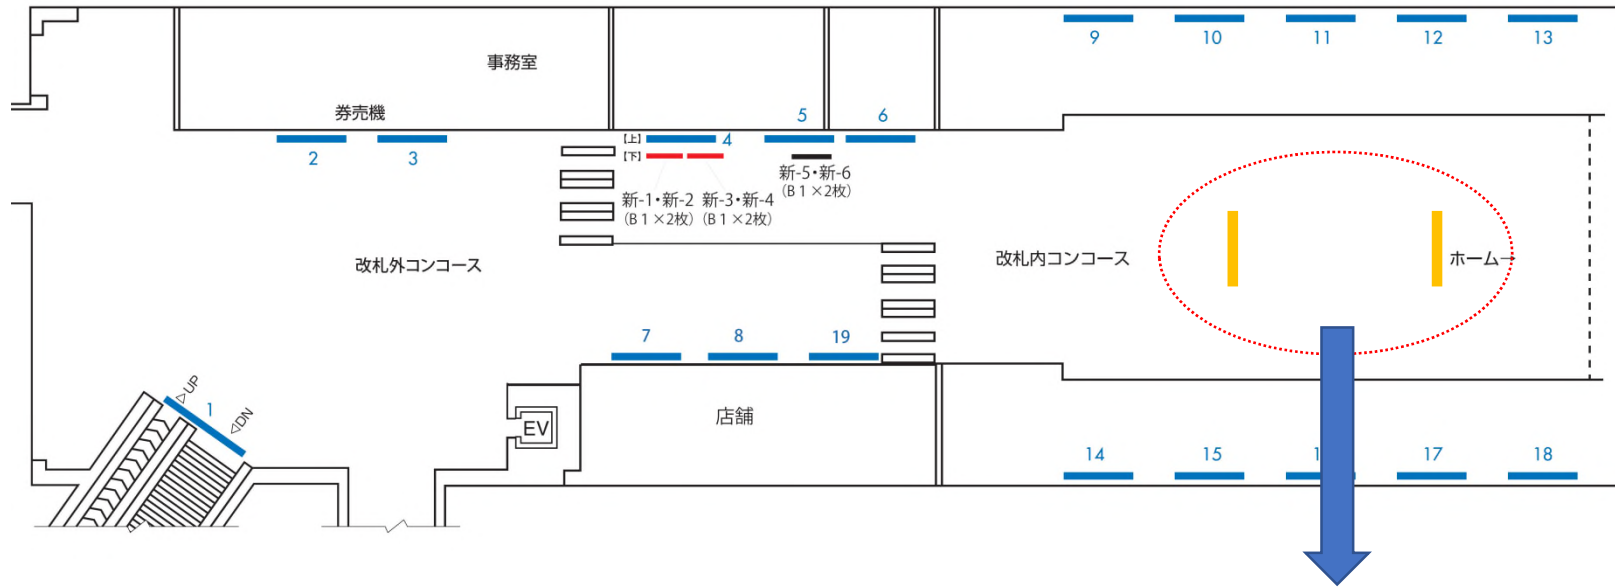 9 10 11 12 13
事務室
券売機
5 6
2 3
【上】 4
【下】
新-5・新-6
(B1×2枚)
新-1・新-2 新-3・新-4
(B1×2枚) (B1×2枚)
改札外コンコース
改札内コンコース
ホーム→
7 8 19
△UP
1
◁DN
EV
店舗
14 15 17 18